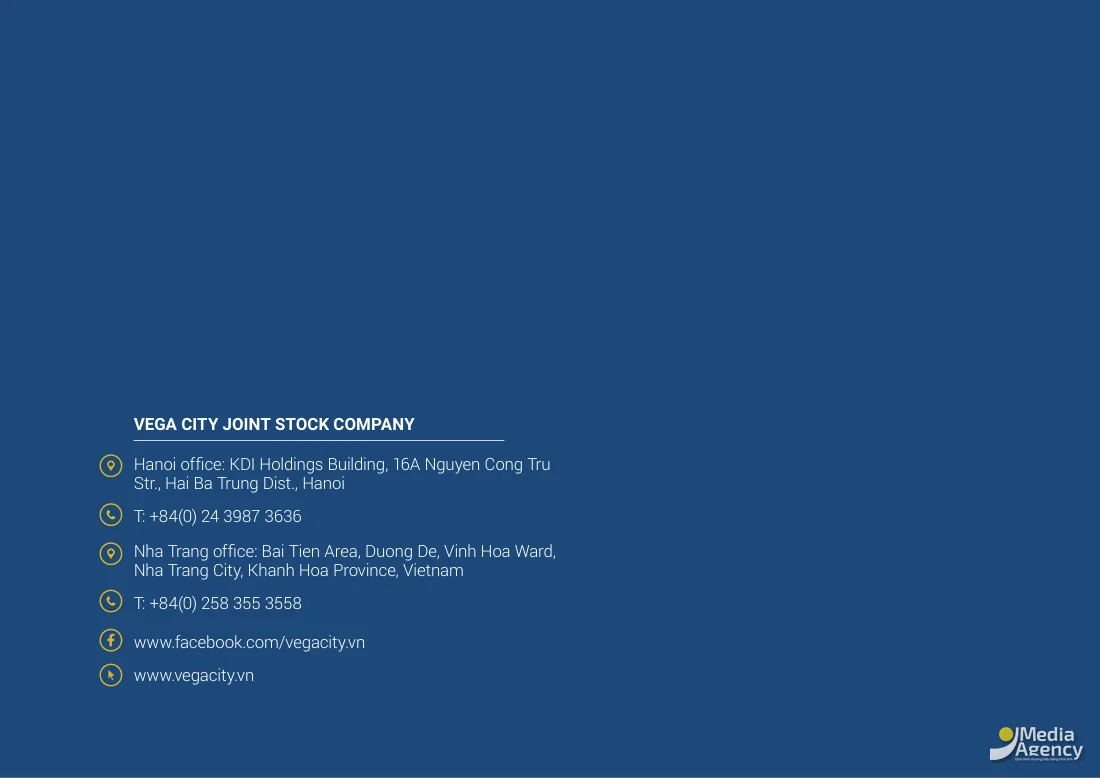 VEGA CITY JOINT STOCK COMPANY
Hanoi office: KDI Holdings Building, 16A Nguyen Cong Tru
Str., Hai Ba Trung Dist., Hanoi
T: +84(0) 24 3987 3636
Nha Trang office: Bai Tien Area, Duong De, Vinh Hoa Ward,
Nha Trang City, Khanh Hoa Province, Vietnam
T: +84(0) 258 355 3558
www.facebook.com/vegacity.vn
www.vegacity.vn
Media
Agency